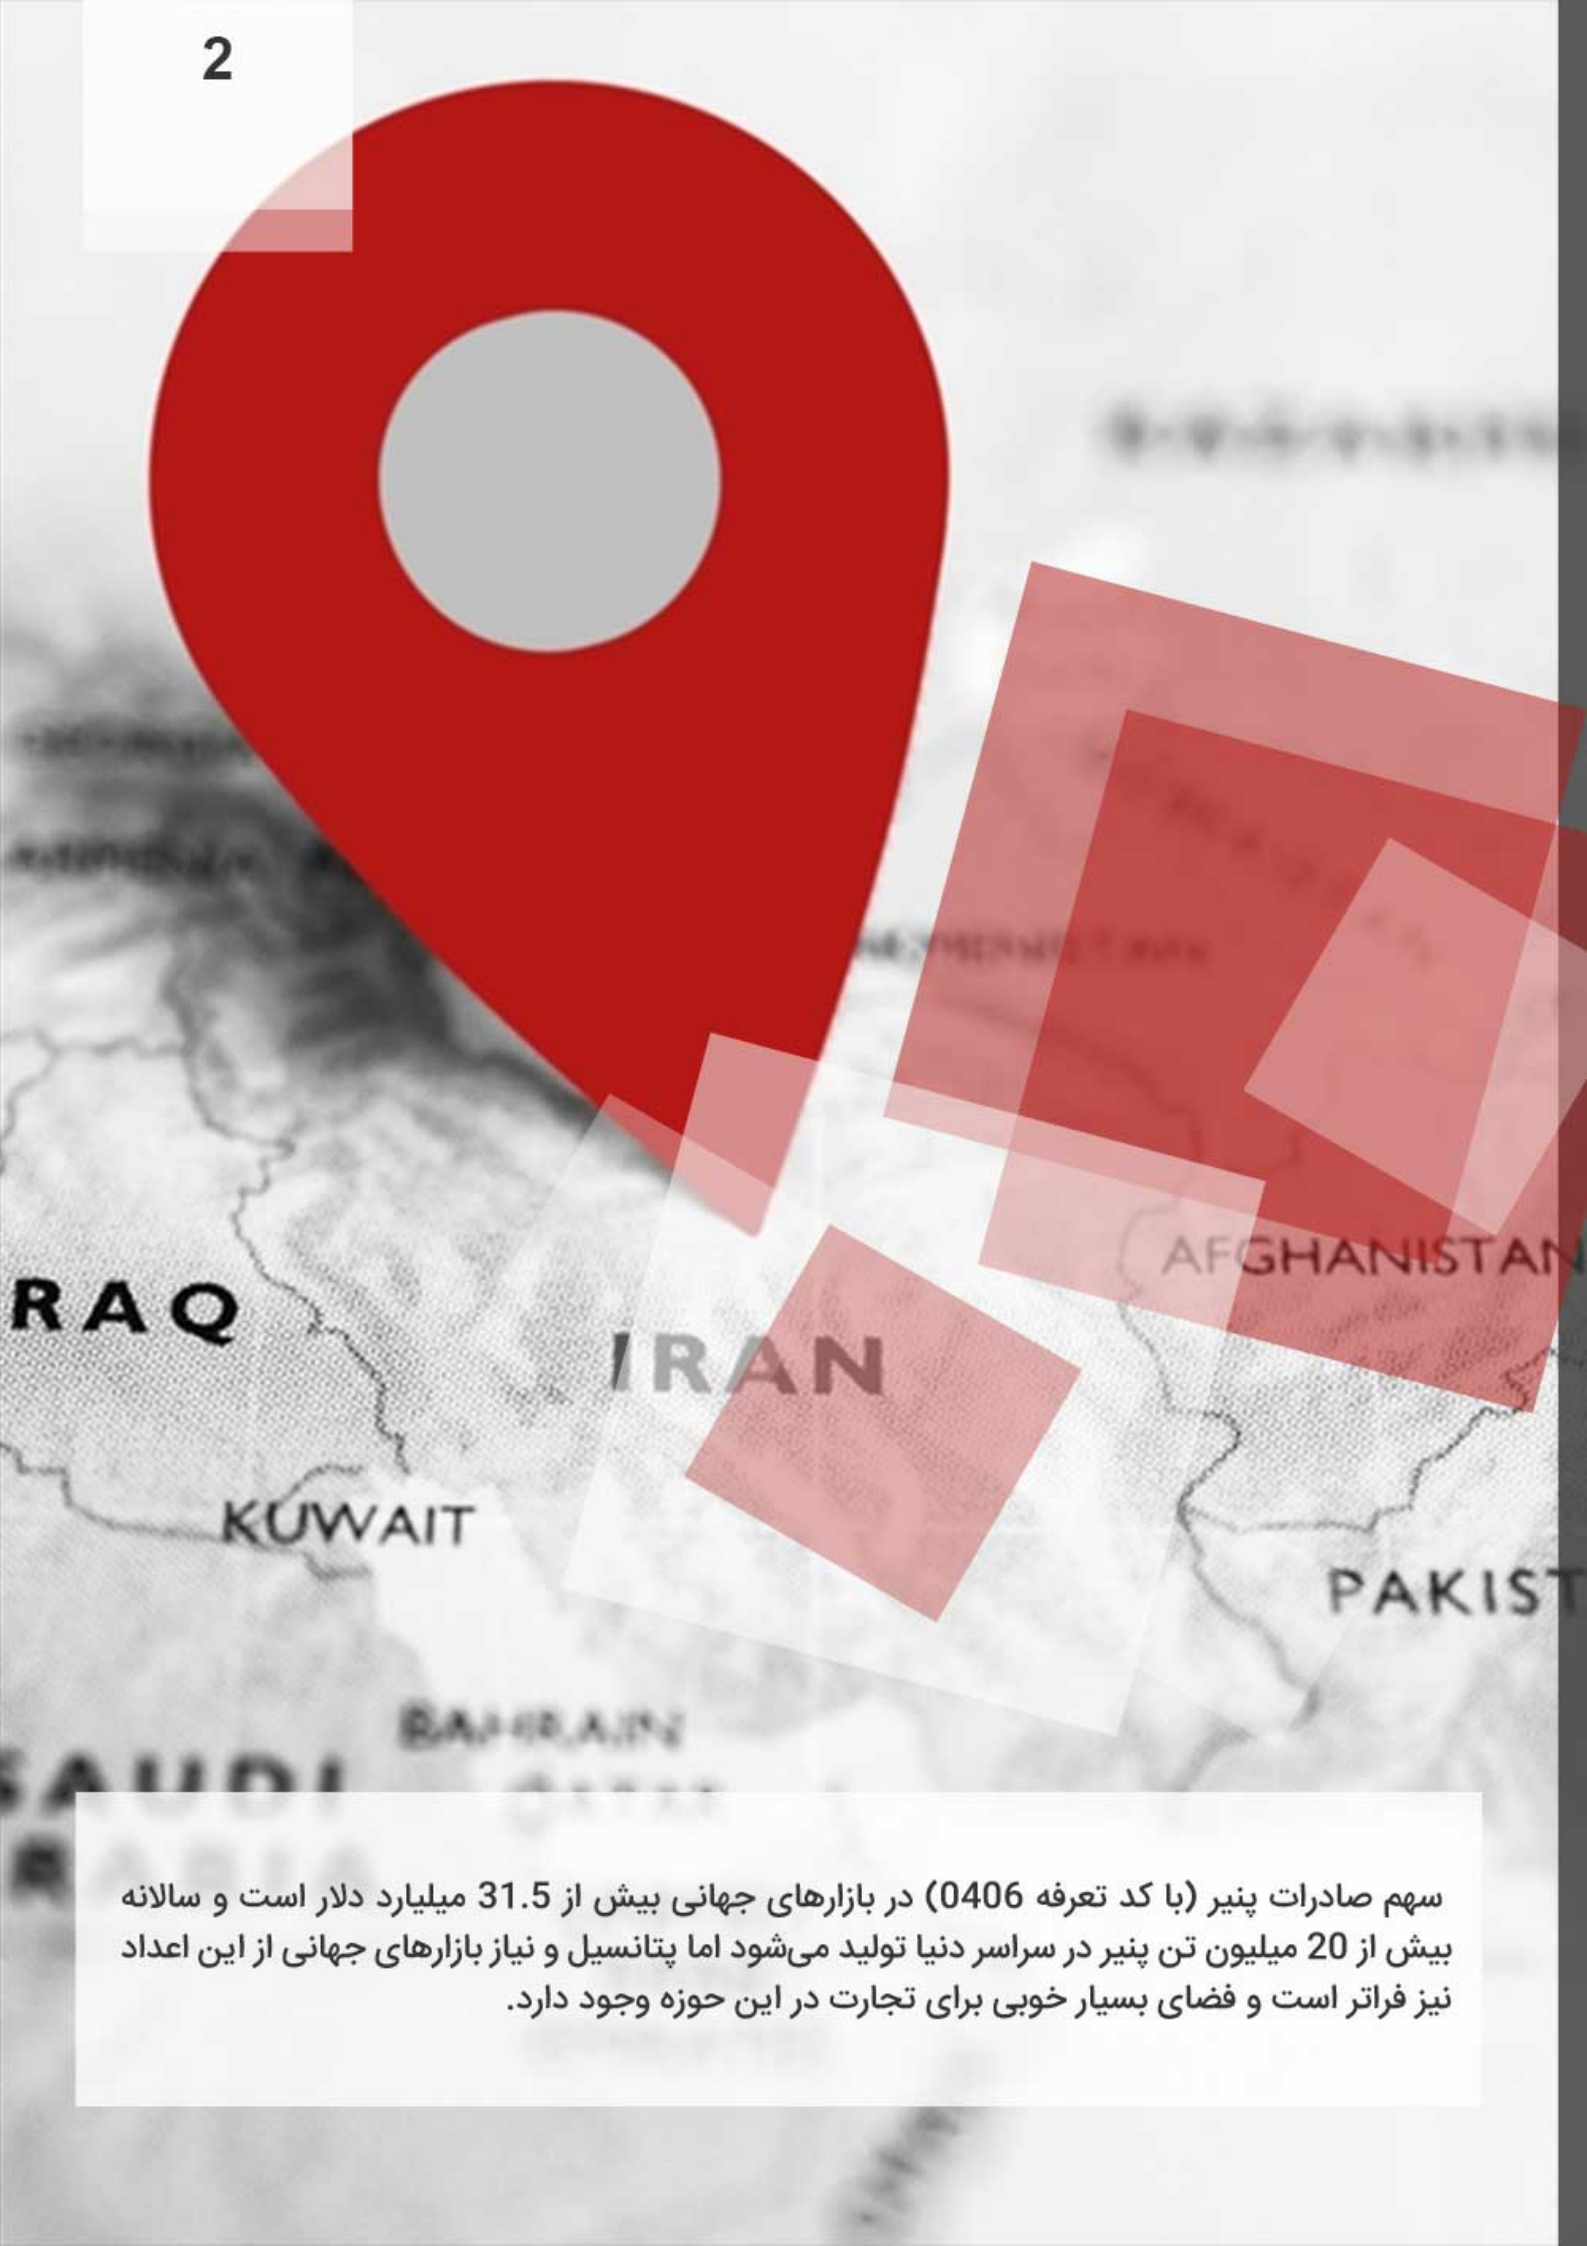 2
RAQ
IRAN
AFGHANISTAN
KUWAIT
PAKIST
BAHRAIN
SAUDI
سهم صادرات پنیر (با کد تعرفه 0406) در بازارهای جهانی بیش از 31.5 میلیارد دلار است و سالانه
بیش از 20 میلیون تن پنیر در سراسر دنیا تولید می‌شود اما پتانسیل و نیاز بازارهای جهانی از این اعداد
نیز فراتر است و فضای بسیار خوبی برای تجارت در این حوزه وجود دارد.